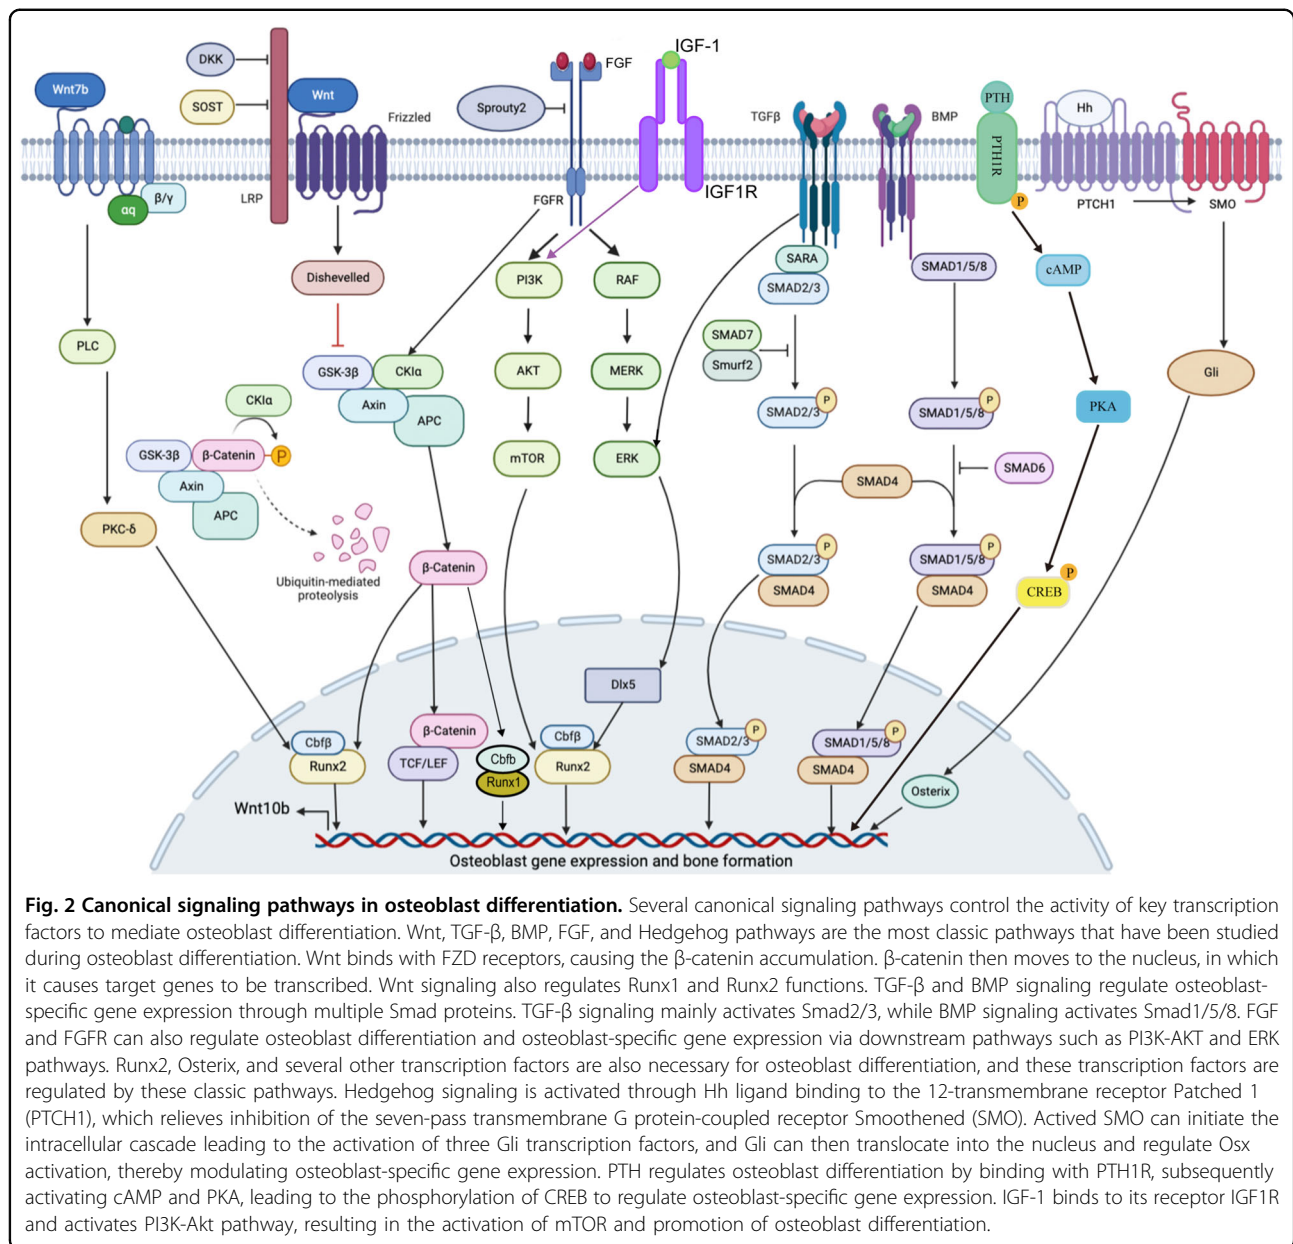 IGF-1
DKK
FGF
Wnt7b
Wnt
PTH
Hh
SOST
Sprouty2
Frizzled
TGFβ
BMP
PTH1R
β/γ
αq
LRP
FGFR
IGF1R
P
PTCH1
SMO
SARA
Dishevelled
PI3K
RAF
SMAD2/3
SMAD1/5/8
cAMP
PLC
SMAD7
Smurf2
GSK-3β
CKlα
AKT
MERK
Gli
CKlα
Axin
APC
SMAD2/3
P
SMAD1/5/8
P
PKA
GSK-3β
β-Catenin
P
mTOR
ERK
SMAD4
SMAD6
Axin
APC
PKC-δ
β-Catenin
SMAD2/3
P
SMAD4
SMAD1/5/8
P
SMAD4
P
CREB
Ubiquitin-mediated
proteolysis
Dlx5
Cbfβ
Runx2
β-Catenin
TCF/LEF
Cbfb
Runx1
Cbfβ
Runx2
SMAD2/3
P
SMAD4
SMAD1/5/8
P
SMAD4
Osterix
Wnt10b
Osteoblast gene expression and bone formation
Fig. 2 Canonical signaling pathways in osteoblast differentiation. Several canonical signaling pathways control the activity of key transcription
factors to mediate osteoblast differentiation. Wnt, TGF-β, BMP, FGF, and Hedgehog pathways are the most classic pathways that have been studied
during osteoblast differentiation. Wnt binds with FZD receptors, causing the β-catenin accumulation. β-catenin then moves to the nucleus, in which
it causes target genes to be transcribed. Wnt signaling also regulates Runx1 and Runx2 functions. TGF-β and BMP signaling regulate osteoblast-
specific gene expression through multiple Smad proteins. TGF-β signaling mainly activates Smad2/3, while BMP signaling activates Smad1/5/8. FGF
and FGFR can also regulate osteoblast differentiation and osteoblast-specific gene expression via downstream pathways such as PI3K-AKT and ERK
pathways. Runx2, Osterix, and several other transcription factors are also necessary for osteoblast differentiation, and these transcription factors are
regulated by these classic pathways. Hedgehog signaling is activated through Hh ligand binding to the 12-transmembrane receptor Patched 1
(PTCH1), which relieves inhibition of the seven-pass transmembrane G protein-coupled receptor Smoothened (SMO). Actived SMO can initiate the
intracellular cascade leading to the activation of three Gli transcription factors, and Gli can then translocate into the nucleus and regulate Osx
activation, thereby modulating osteoblast-specific gene expression. PTH regulates osteoblast differentiation by binding with PTH1R, subsequently
activating cAMP and PKA, leading to the phosphorylation of CREB to regulate osteoblast-specific gene expression. IGF-1 binds to its receptor IGF1R
and activates PI3K-Akt pathway, resulting in the activation of mTOR and promotion of osteoblast differentiation.